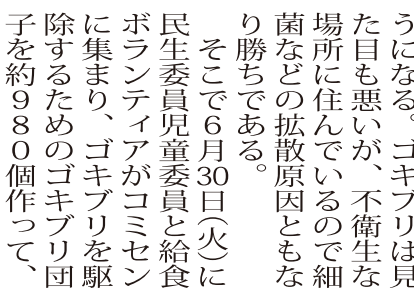 うになる。ゴキブリは見
た目も悪いが、不衛生な
場所に住んでいるので細
菌などの拡散原因ともな
り勝ちである。
そこで6月30日(火)に
民生委員児童委員と給食
ボランティアがコミセン
に集まり、ゴキブリを駆
除するためのゴキブリ団
子を約９８０個作って、